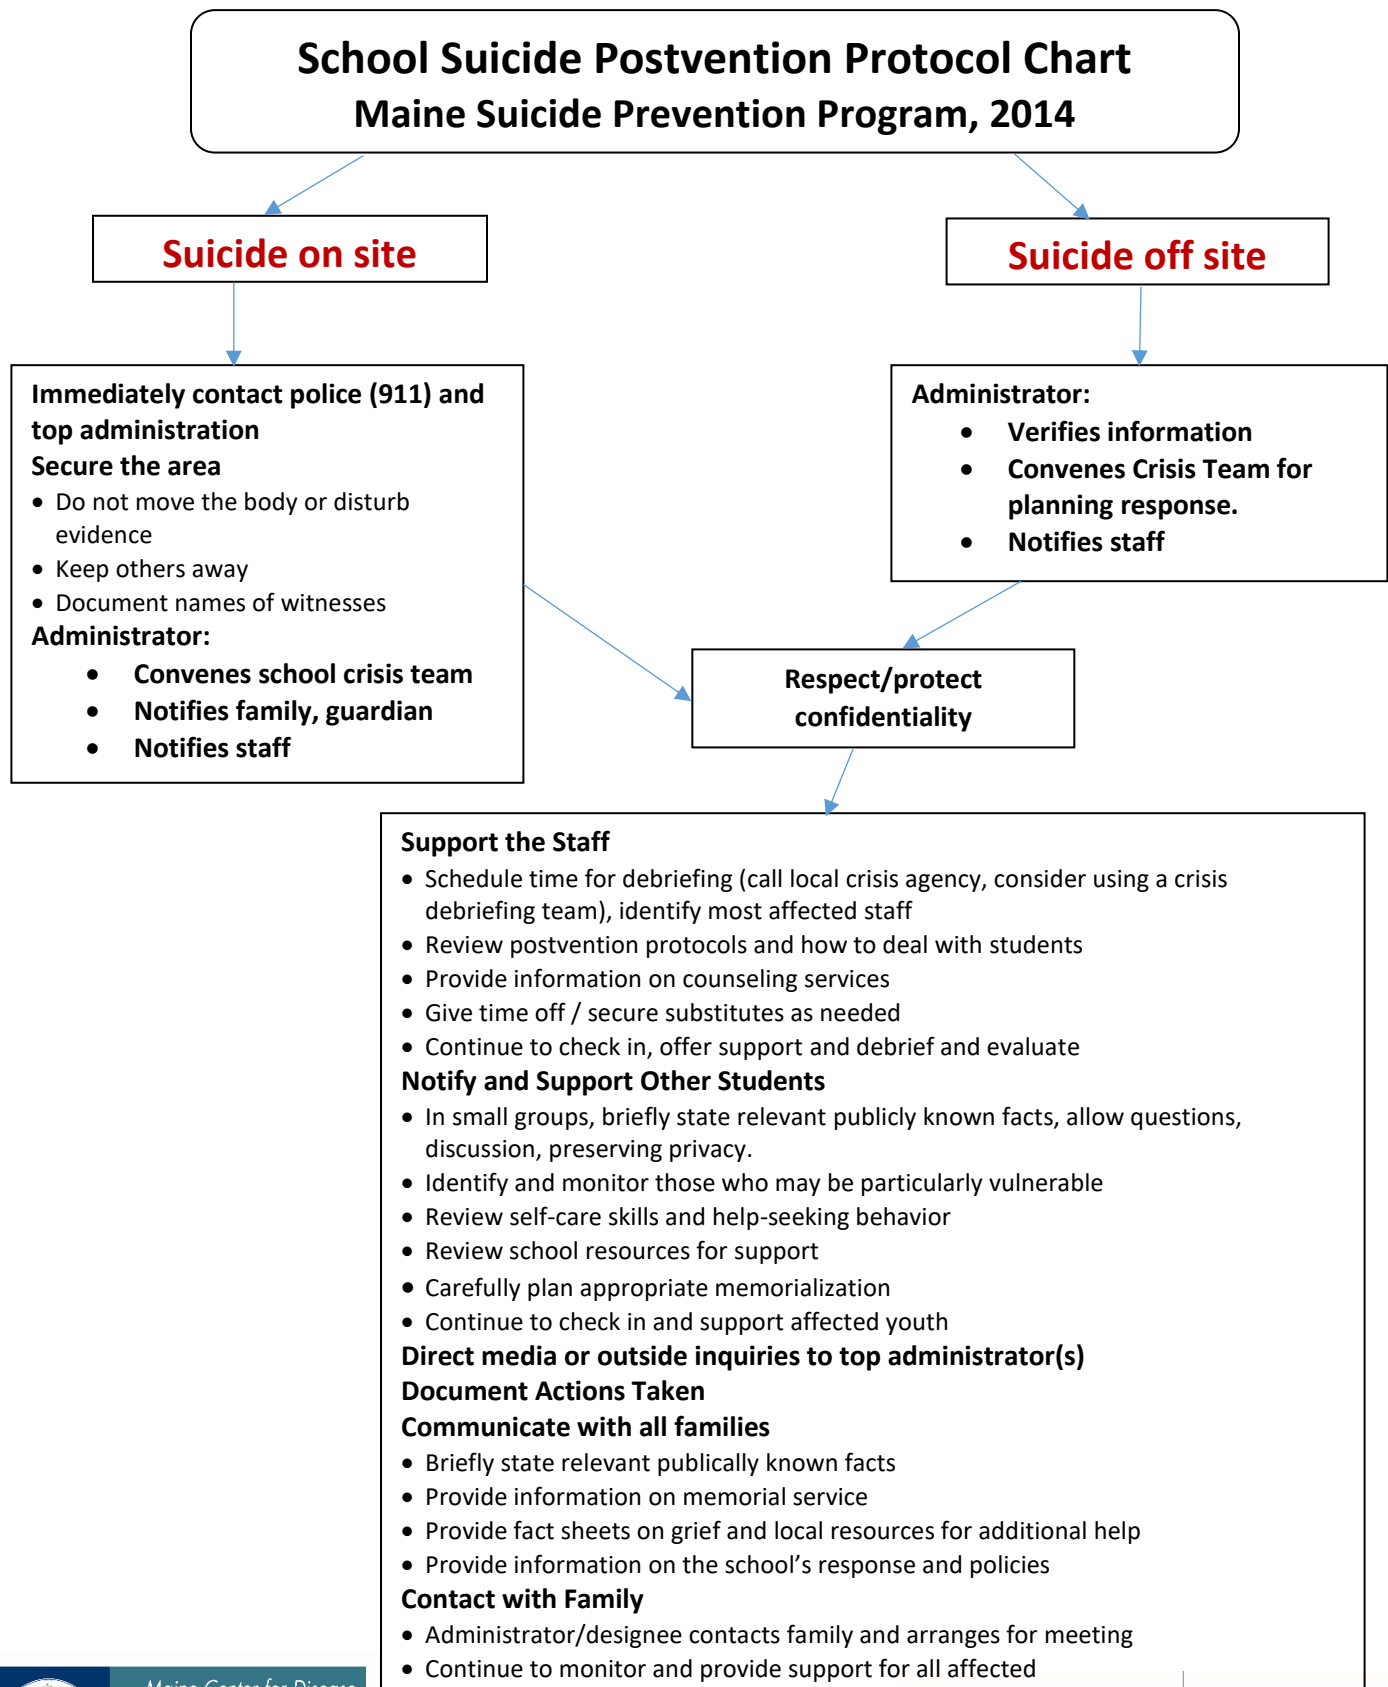 School Suicide Postvention Protocol Chart
Maine Suicide Prevention Program, 2014
Suicide on site
Suicide off site
Immediately contact police (911) and
top administration
Secure the area
• Do not move the body or disturb
evidence
• Keep others away
• Document names of witnesses
Administrator:
• Convenes school crisis team
• Notifies family, guardian
• Notifies staff
Administrator:
• Verifies information
• Convenes Crisis Team for
planning response.
• Notifies staff
Respect/protect
confidentiality
Support the Staff
• Schedule time for debriefing (call local crisis agency, consider using a crisis
debriefing team), identify most affected staff
• Review postvention protocols and how to deal with students
• Provide information on counseling services
• Give time off / secure substitutes as needed
• Continue to check in, offer support and debrief and evaluate
Notify and Support Other Students
• In small groups, briefly state relevant publicly known facts, allow questions,
discussion, preserving privacy.
• Identify and monitor those who may be particularly vulnerable
• Review self-care skills and help-seeking behavior
• Review school resources for support
• Carefully plan appropriate memorialization
• Continue to check in and support affected youth
Direct media or outside inquiries to top administrator(s)
Document Actions Taken
Communicate with all families
• Briefly state relevant publically known facts
• Provide information on memorial service
• Provide fact sheets on grief and local resources for additional help
• Provide information on the school’s response and policies
Contact with Family
• Administrator/designee contacts family and arranges for meeting
• Continue to monitor and provide support for all affected
Maine Center for Disease